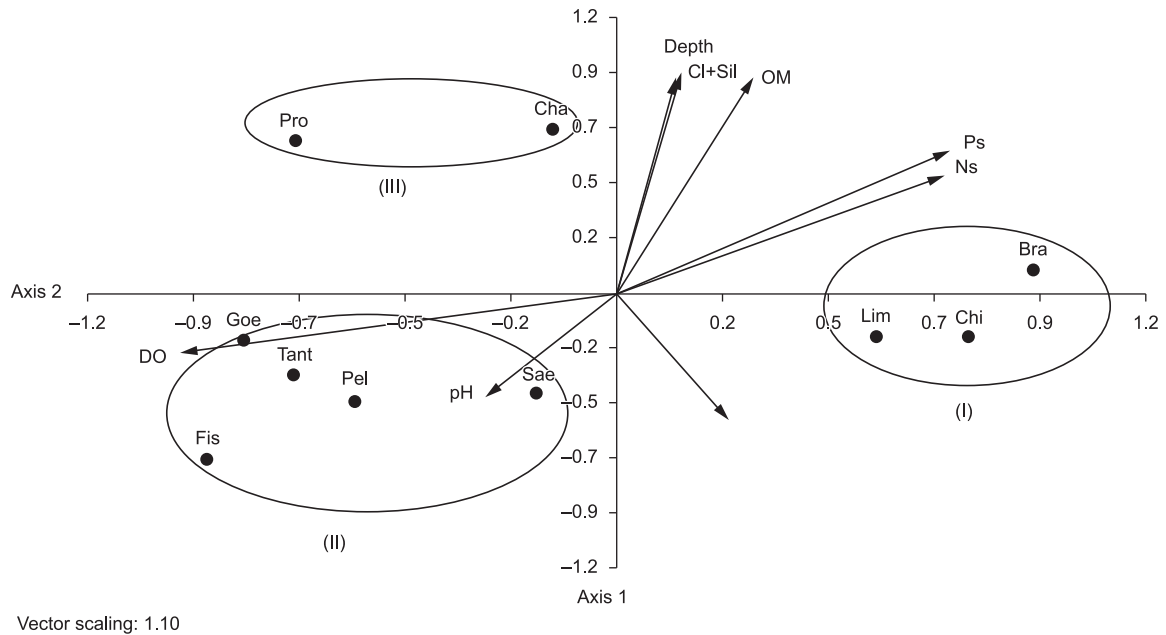 1.2
Depth
0.9
Cl+Sil
OM
Pro
Cha
0.7
Ps
Ns
(III)
0.5
0.2
Bra
Axis 2
–1.2
–0.9
–0.7
–0.5
–0.2
0.2
0.5
0.7
0.9
1.2
Goe
Lim
Chi
DO
–0.2
Tant
Pel
pH
Sae
–0.5
(I)
Fis
–0.7
–0.9
(II)
–1.2
Axis 1
Vector scaling: 1.10